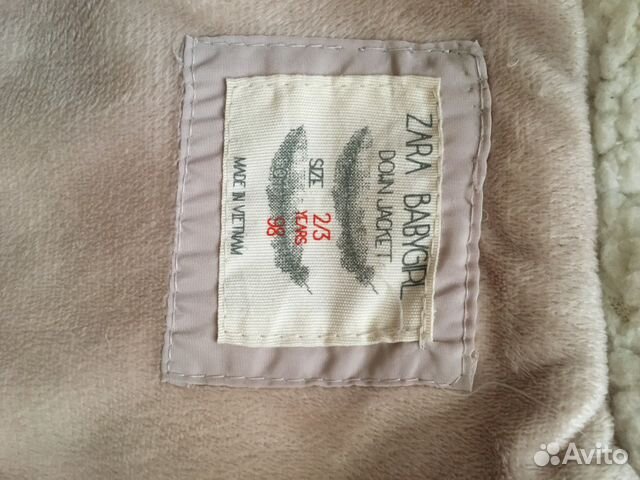 ZARA BABYGIRL
DOWN JACKET
SIZE 2/3
YEARS
98
MADE IN VIETNAM
Avito